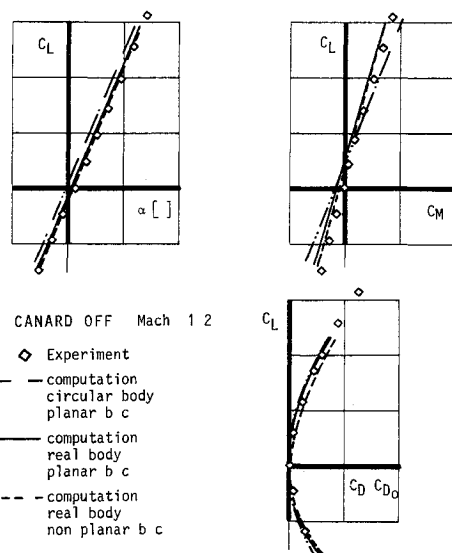 C_L
α [ ]
C_L
C_M
CANARD OFF Mach 1 2
Experiment
computation
circular body
planar b c
computation
real body
planar b c
computation
real body
non planar b c
C_L
C_D C_D_0